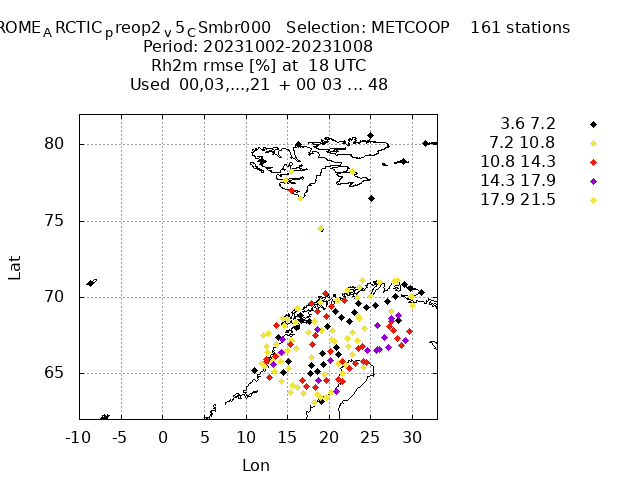 ROME_ARCTIC_preop2_v5_CSmbr000 Selection: METCOOP 161 stations
Period: 20231002-20231008
Rh2m rmse [%] at 18 UTC
Used 00,03,...,21 + 00 03 ... 48
3.6 7.2
7.2 10.8
10.8 14.3
14.3 17.9
17.9 21.5
80
75
70
65
Lat
-10 -5 0 5 10 15 20 25 30
Lon